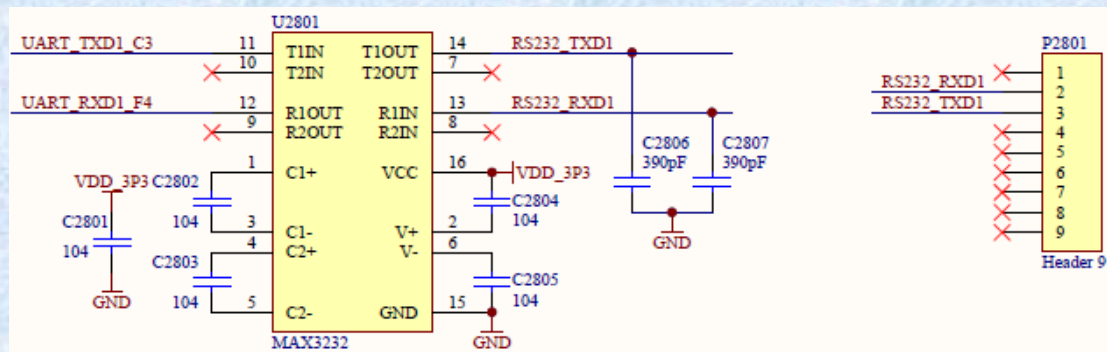 U2801
UART_TXD1_C3 11 T1IN T1OUT 14 RS232_TXD1
10 T2IN T2OUT 7
UART_RXD1_F4 12 R1OUT R1IN 13 RS232_RXD1
9 R2OUT R2IN 8
1 C1+ VCC 16 VDD_3P3
VDD_3P3 C2802 104 3 C1- V+ 2 C2804 104
C2801 104 GND
4 C2+ V- 6
C2803 104 5 C2- GND 15 C2805 104
GND
MAX3232
C2806 390pF
C2807 390pF
GND
P2801
1
RS232_RXD1 2
RS232_TXD1 3
4
5
6
7
8
9
Header 9